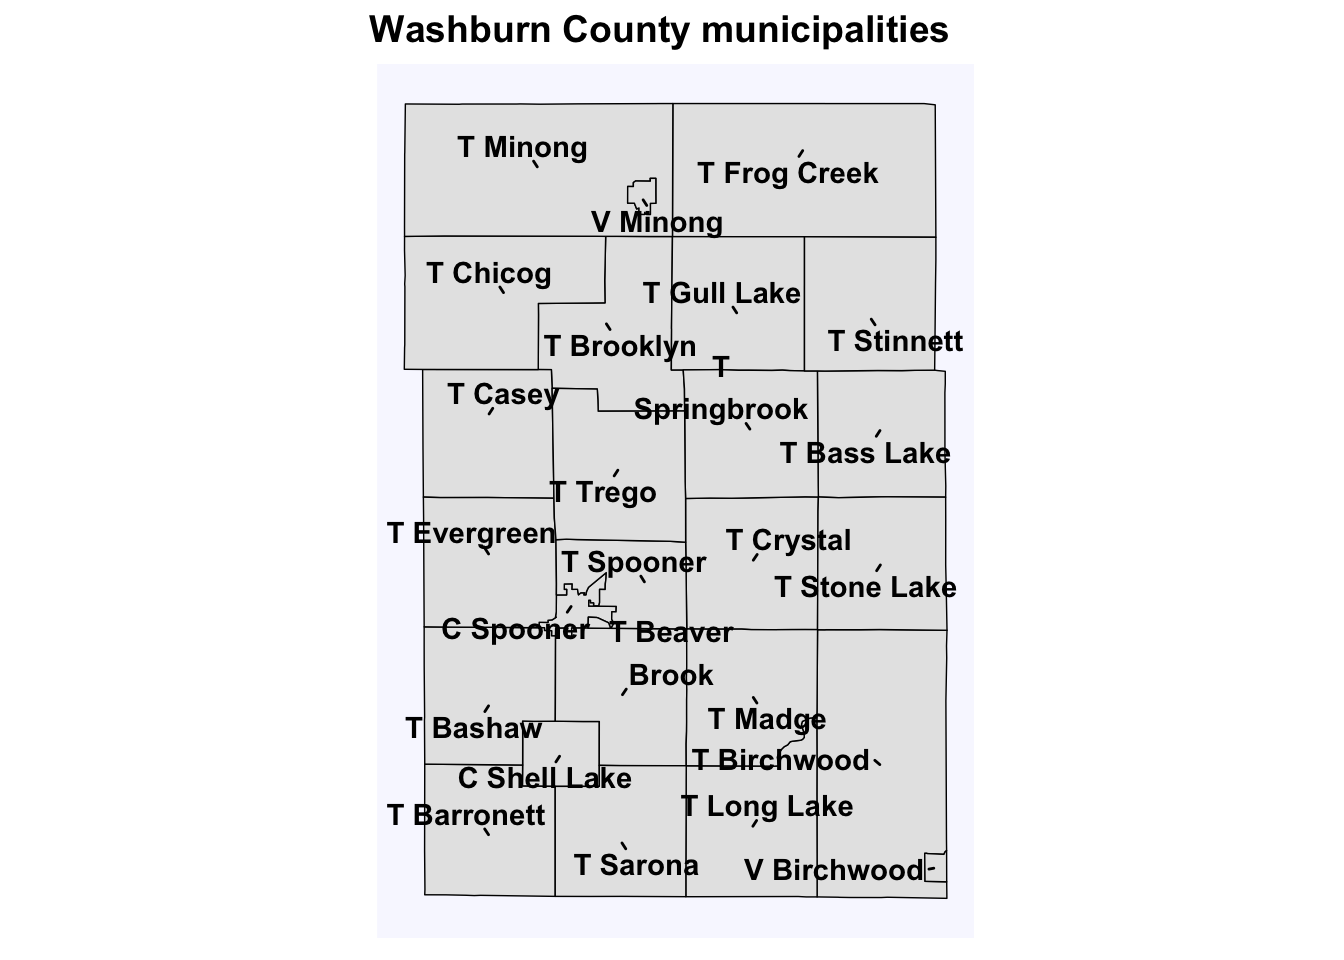 Washburn County municipalities
T Minong
T Frog Creek
V Minong
T Chicog
T Gull Lake
T Stinnett
T Brooklyn
T
Springbrook
T Casey
T Bass Lake
T Trego
T Evergreen
T Crystal
T Spooner
T Stone Lake
C Spooner
T Beaver
Brook
T Bashaw
T Madge
T Birchwood
C Shell Lake
T Long Lake
T Barronett
T Sarona
V Birchwood